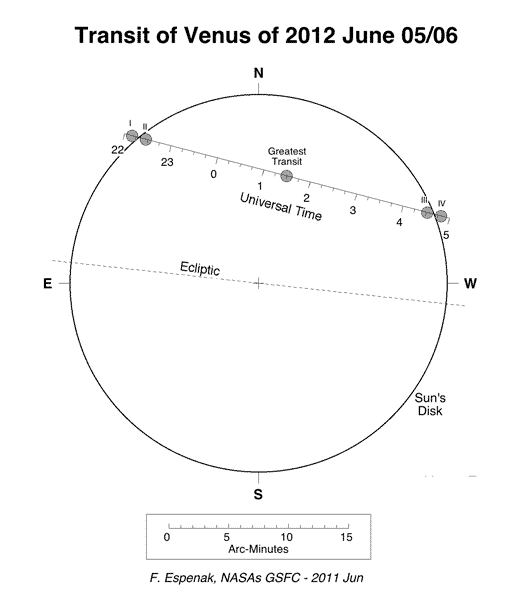 Transit of Venus of 2012 June 05/06
N
I
II
22
23
0
1
2
3
4
5
Greatest
Transit
III
IV
Universal Time
Ecliptic
E
W
Sun's
Disk
S
0 5 10 15
Arc-Minutes
F. Espenak, NASAs GSFC - 2011 Jun